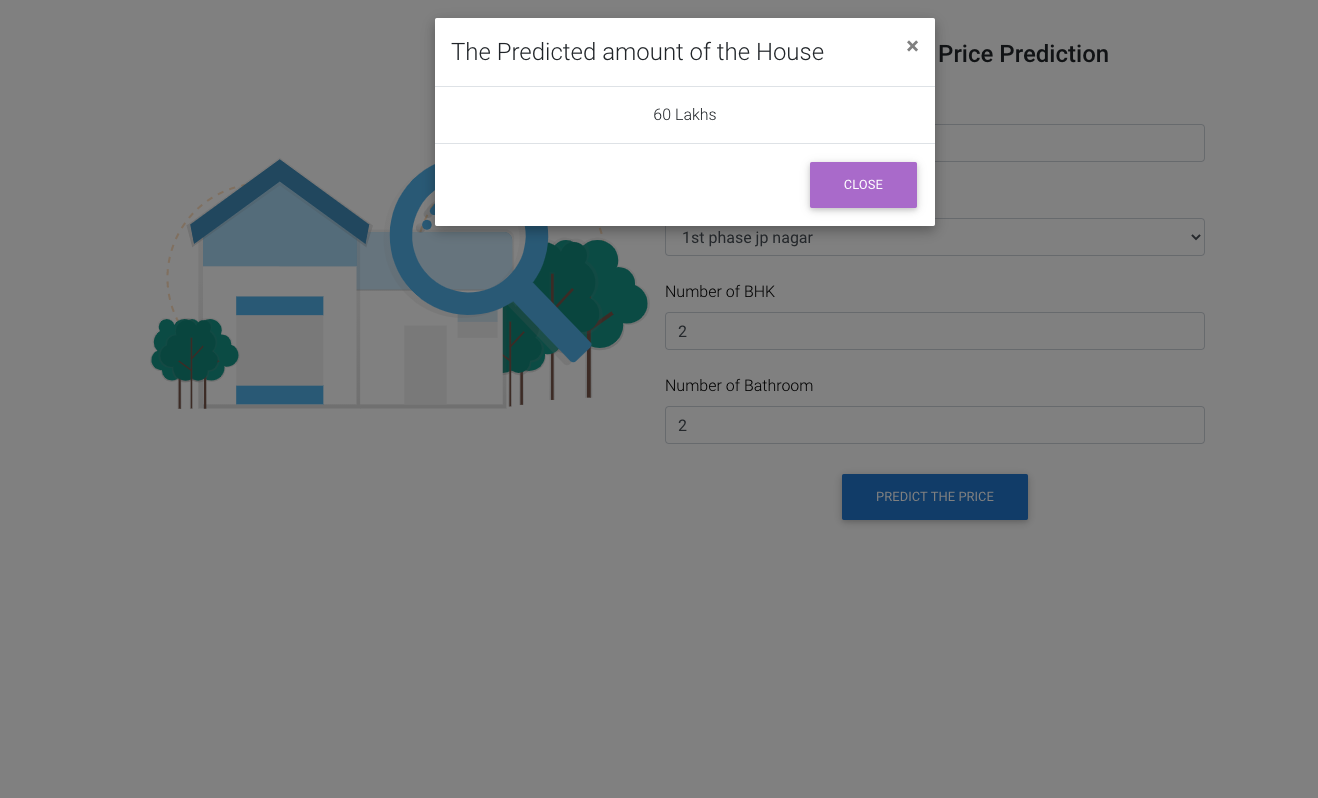 The Predicted amount of the House
×
Price Prediction
60 Lakhs
CLOSE
1st phase jp nagar
Number of BHK
2
Number of Bathroom
2
PREDICT THE PRICE